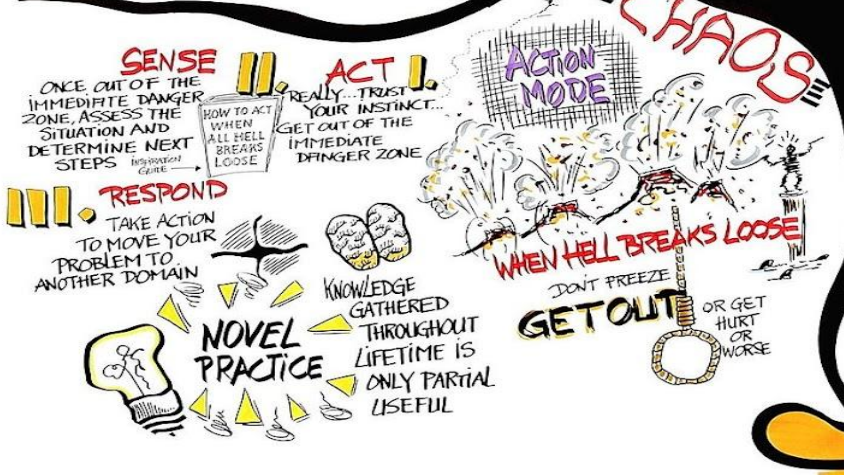 CHAOS
ACTION
MODE
I.
ACT
REALLY...TRUST
YOUR INSTINCT...
GET OUT OF THE
IMMEDIATE
DANGER ZONE
II.
SENSE
ONCE, OUT OF THE
IMMEDIATE DANGER
ZONE, ASSESS THE
SITUATION AND
DETERMINE NEXT
STEPS
INSPIRATION
GUIDE
HOW TO ACT
WHEN
ALL HELL
BREAKS
LOOSE
III.
RESPOND
TAKE ACTION
TO MOVE YOUR
PROBLEM TO
ANOTHER DOMAIN
NOVEL
PRACTICE
KNOWLEDGE
GATHERED
THROUGHOUT
LIFETIME IS
ONLY PARTIAL
USEFUL
WHEN HELL BREAKS LOOSE
DON'T FREEZE
GET OUT
OR GET
HURT
OR
WORSE